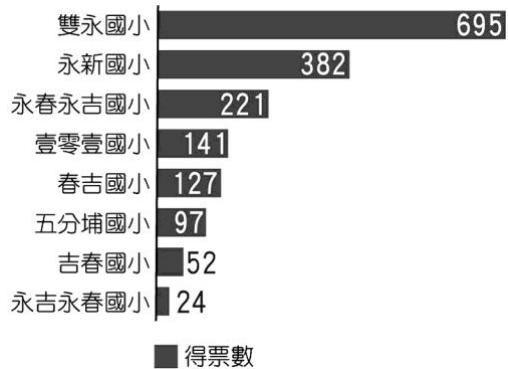 雙永國小 695
永新國小 382
永春永吉國小 221
壹零壹國小 141
春吉國小 127
五分埔國小 97
吉春國小 52
永吉永春國小 24
得票數